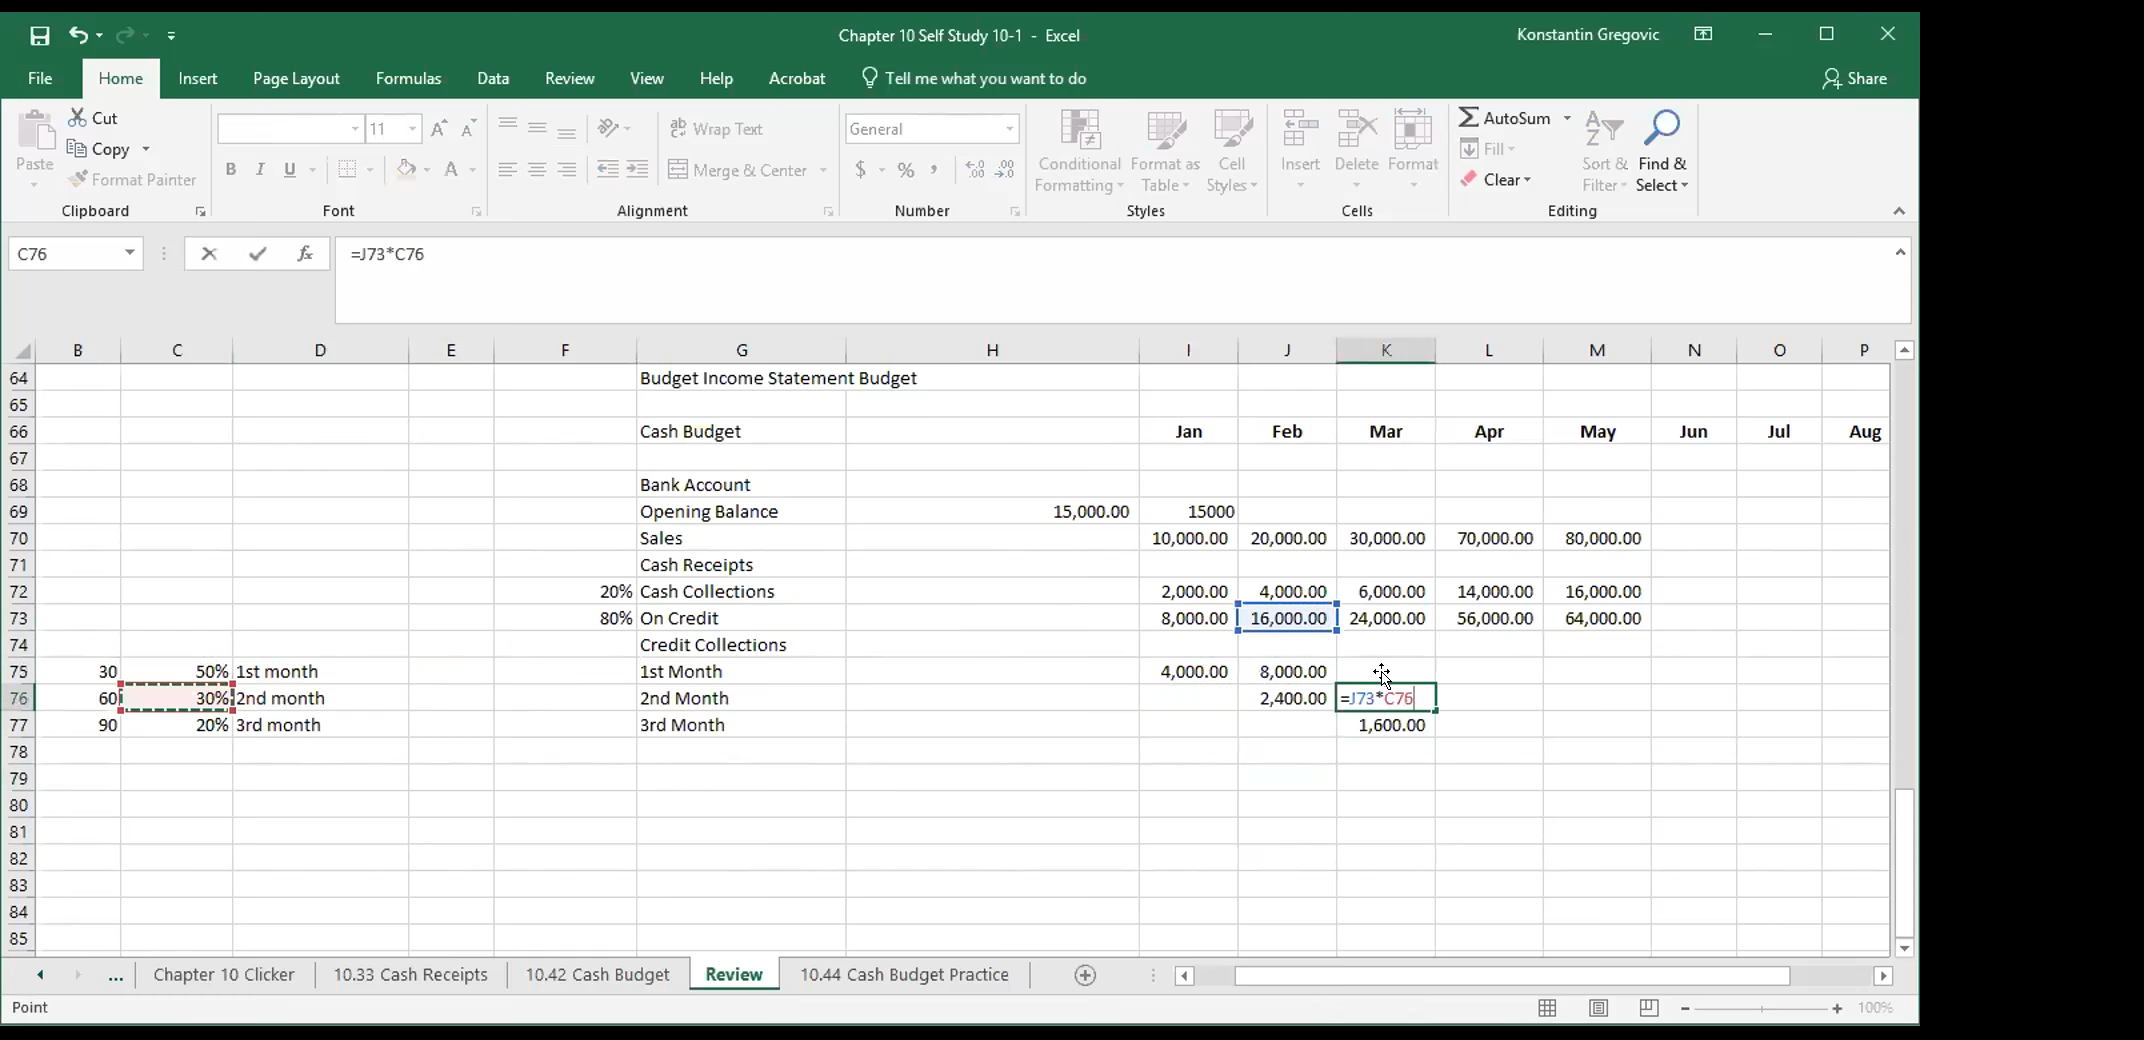 Chapter 10 Self Study 10-1 - Excel
Konstantin Gregovic
File Home Insert Page Layout Formulas Data Review View Help Acrobat Tell me what you want to do Share
Paste
Cut
Copy
Format Painter
Clipboard
11 A A
B I U A
Font
ab Wrap Text
Merge & Center
Alignment
General
$ % ,
Number
Conditional Formatting
Format as Table
Cell Styles
Styles
Insert
Delete
Format
Cells
AutoSum
Fill
Clear
Sort & Filter
Find & Select
Editing
C76 fx =J73*C76
B C D E F G H I J K L M N O P
64 Budget Income Statement Budget
65
66 Cash Budget Jan Feb Mar Apr May Jun Jul Aug
67
68 Bank Account
69 Opening Balance 15,000.00 15000
70 Sales 10,000.00 20,000.00 30,000.00 70,000.00 80,000.00
71 Cash Receipts
72 20% Cash Collections 2,000.00 4,000.00 6,000.00 14,000.00 16,000.00
73 80% On Credit 8,000.00 16,000.00 24,000.00 56,000.00 64,000.00
74 Credit Collections
75 30 50% 1st month 1st Month 4,000.00 8,000.00
76 60 30% 2nd month 2nd Month 2,400.00 =J73*C76
77 90 20% 3rd month 3rd Month 1,600.00
78
79
80
81
82
83
84
85
... Chapter 10 Clicker 10.33 Cash Receipts 10.42 Cash Budget Review 10.44 Cash Budget Practice
Point 100%